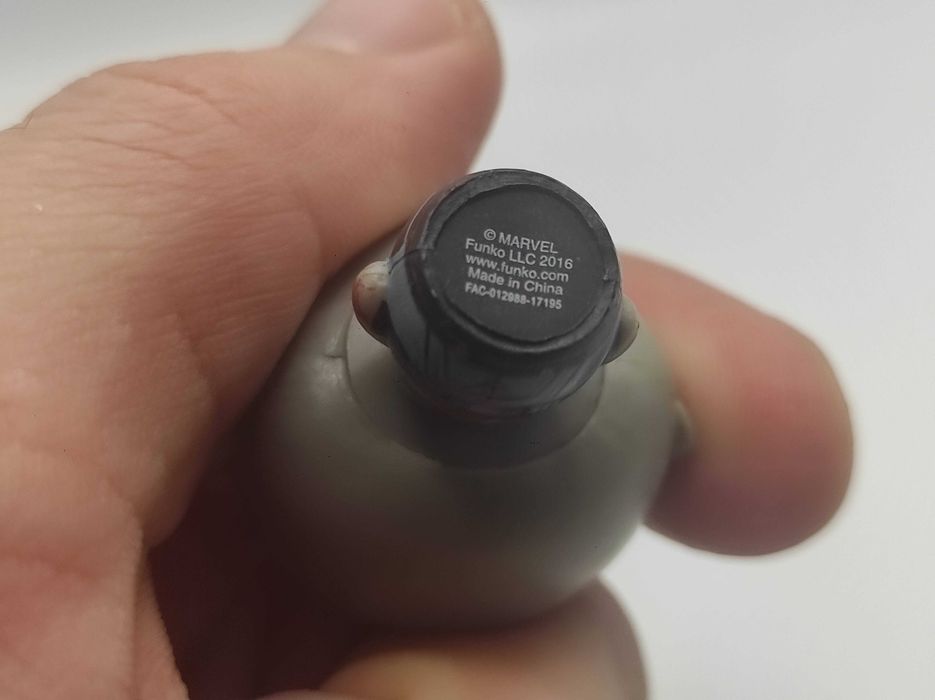 © MARVEL
Funko LLC 2016
www.funko.com
Made in China
FAC-012988-17195